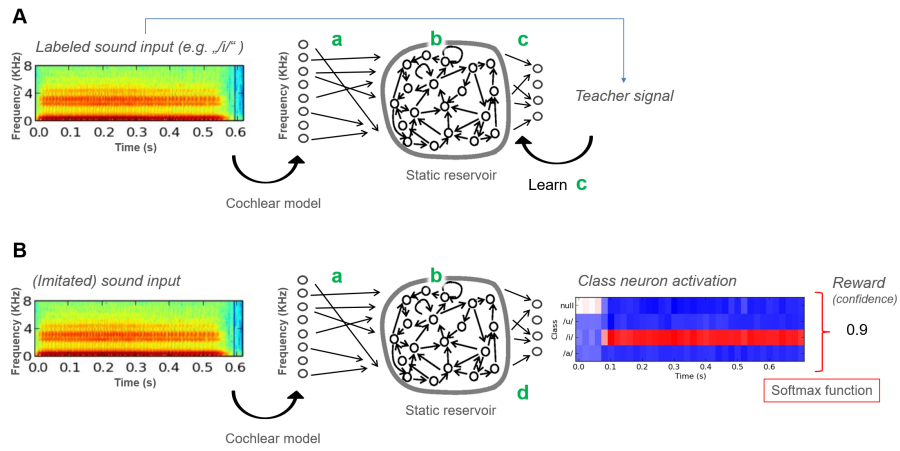 A
Labeled sound input (e.g. „/i/“ )
a
b
c
Frequency (KHz)
8
4
0
0.0 0.1 0.2 0.3 0.4 0.5 0.6
Time (s)
Frequency (KHz)
Teacher signal
Static reservoir
Learn c
Cochlear model
B
(Imitated) sound input
a
b
Class neuron activation
Reward
(confidence)
Frequency (KHz)
8
4
0
0.0 0.1 0.2 0.3 0.4 0.5 0.6
Time (s)
Frequency (KHz)
Class
null
/u/
/i/
/a/
0.0 0.1 0.2 0.3 0.4 0.5 0.6
Time (s)
0.9
d
Static reservoir
Softmax function
Cochlear model